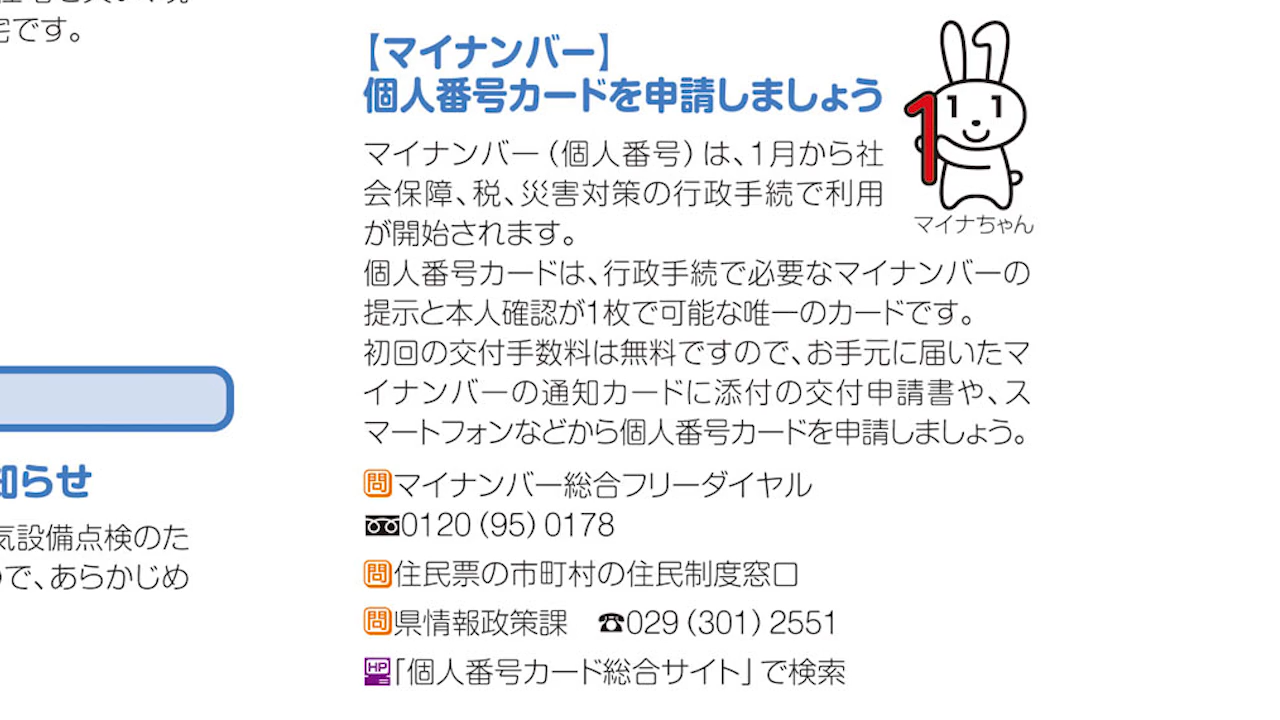 宅です。
知らせ
気設備点検のた
で、あらかじめ
【マイナンバー】
個人番号カードを申請しましょう
マイナンバー（個人番号）は、1月から社
会保障、税、災害対策の行政手続で利用
が開始されます。
個人番号カードは、行政手続で必要なマイナンバーの
提示と本人確認が1枚で可能な唯一のカードです。
初回の交付手数料は無料ですので、お手元に届いたマ
イナンバーの通知カードに添付の交付申請書や、ス
マートフォンなどから個人番号カードを申請しましょう。
マイナちゃん
問マイナンバー総合フリーダイヤル
0120（95）0178
問住民票の市町村の住民制度窓口
問県情報政策課　☎029（301）2551
HP「個人番号カード総合サイト」で検索